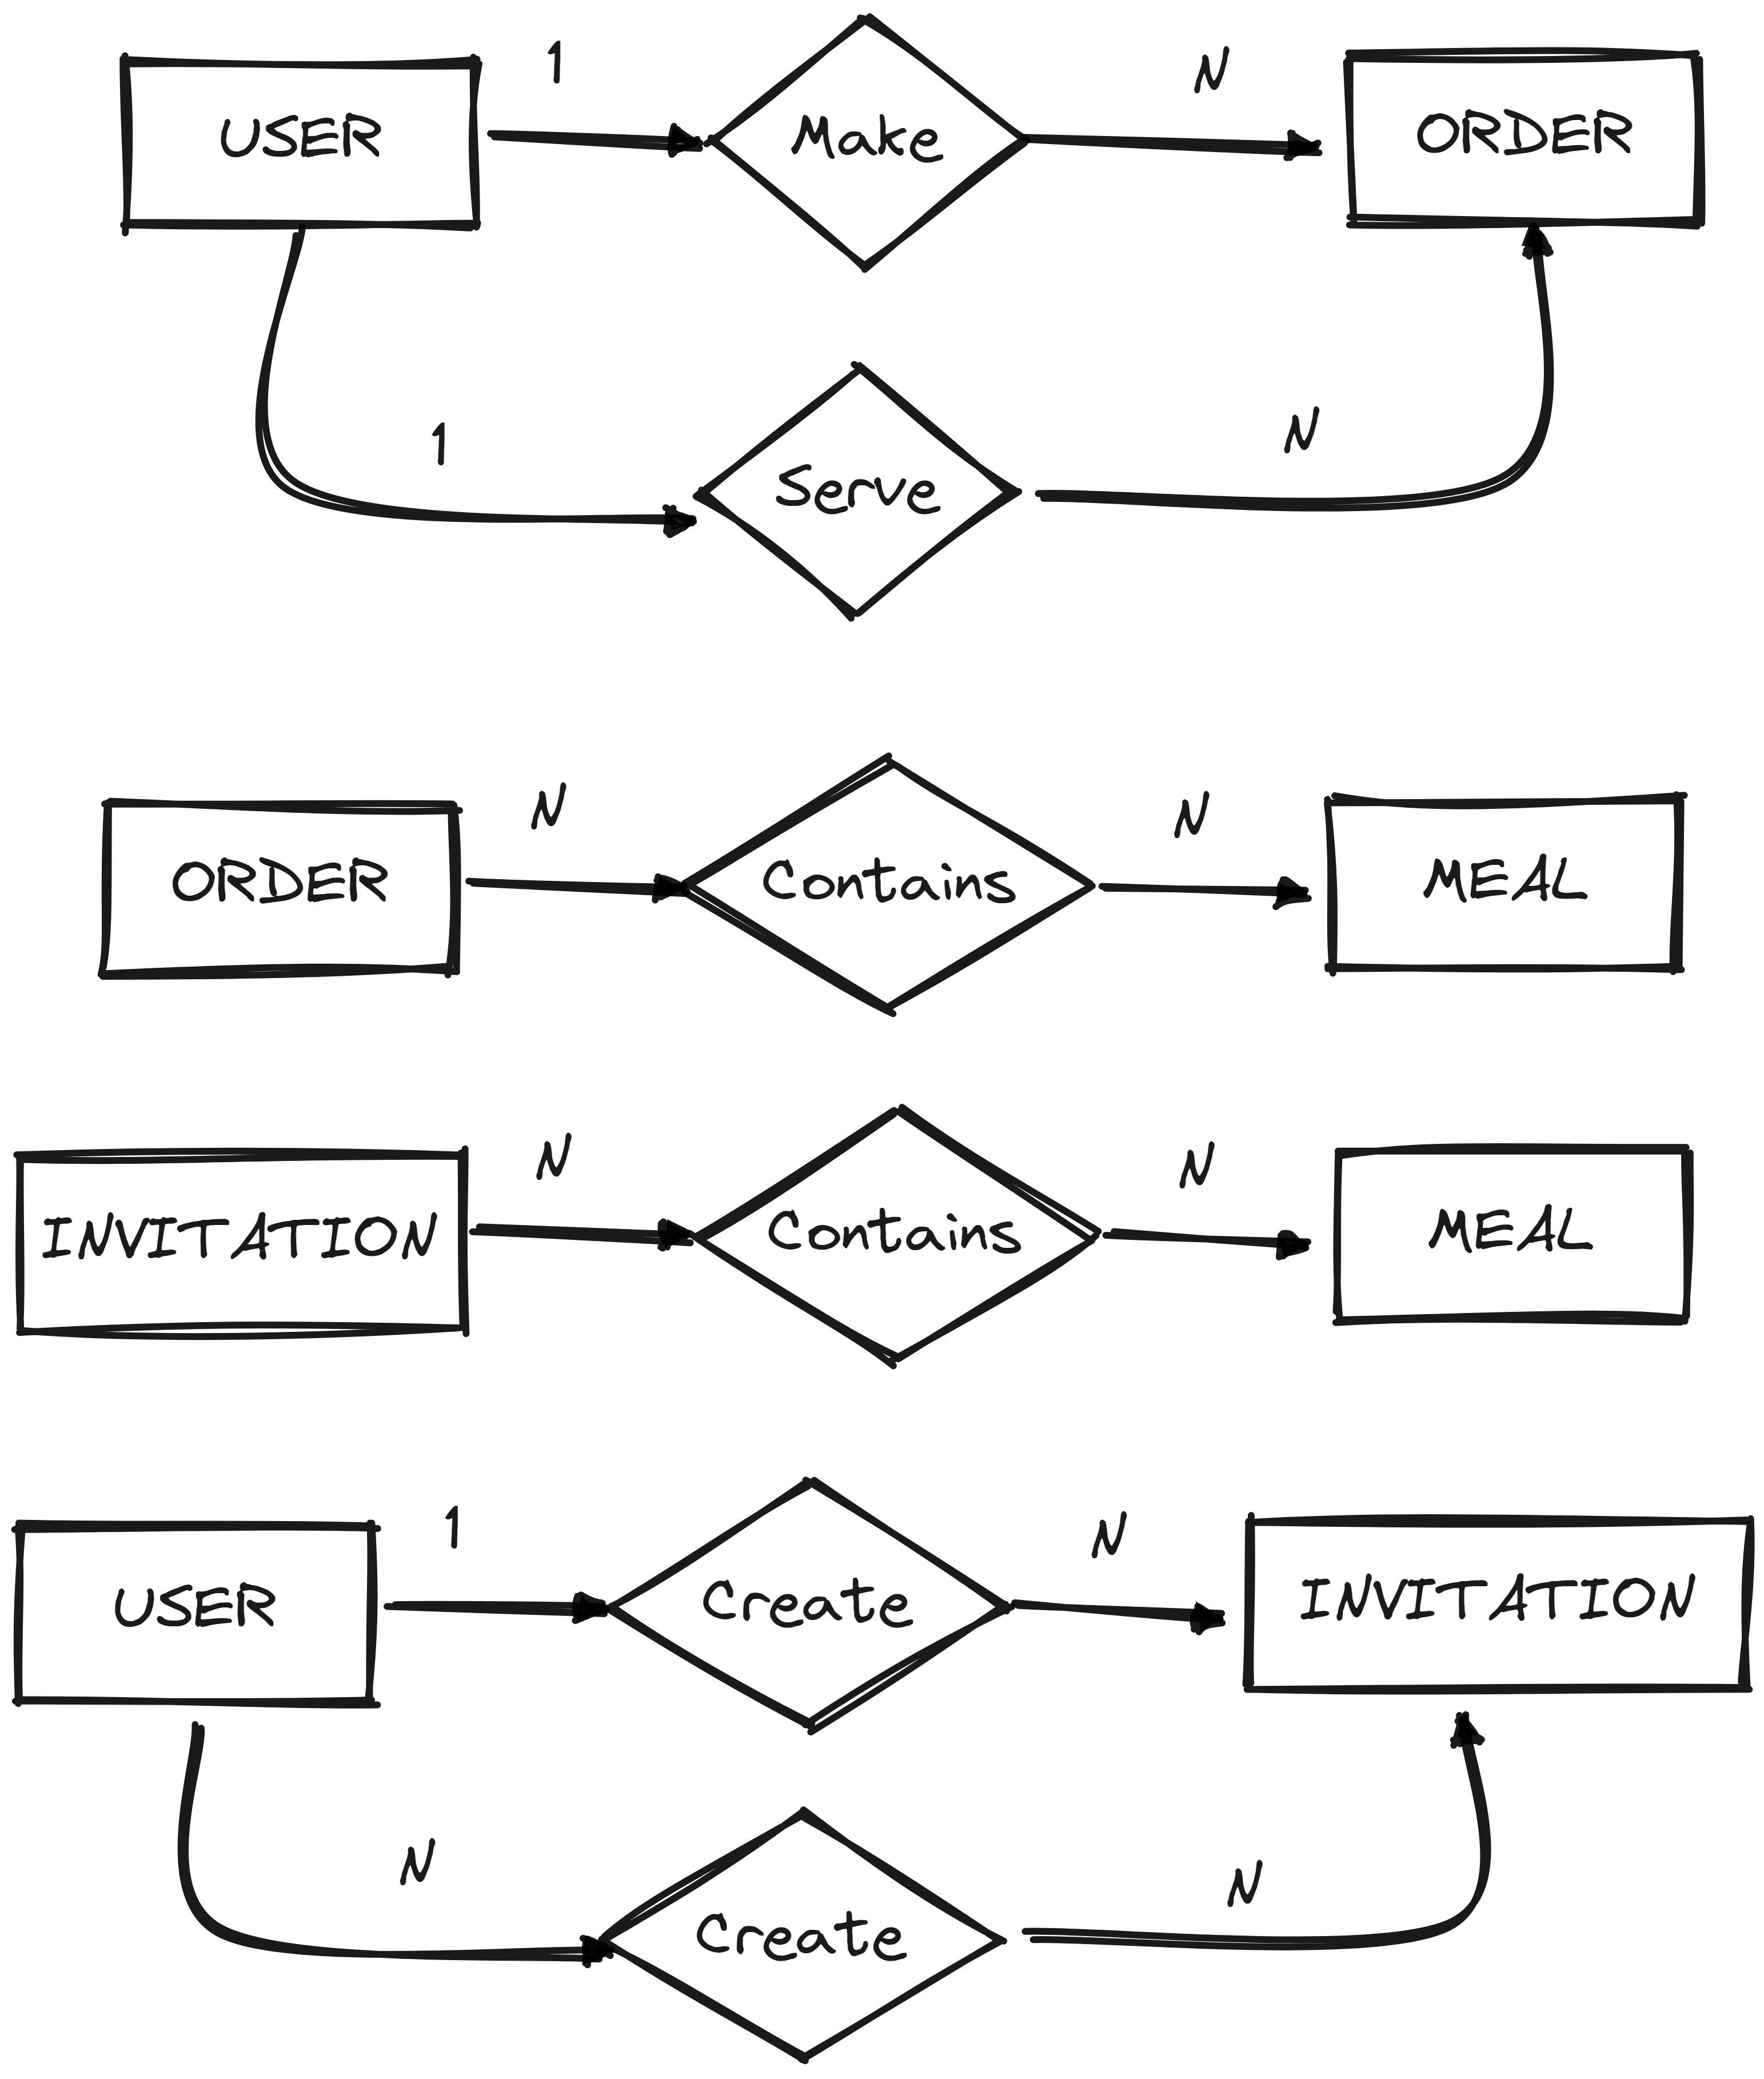 1
N
USER
Make
ORDER
1
N
Serve
N
N
ORDER
Contains
MEAL
N
N
INVITATION
Contains
MEAL
1
N
USER
Create
INVITATION
N
N
Create